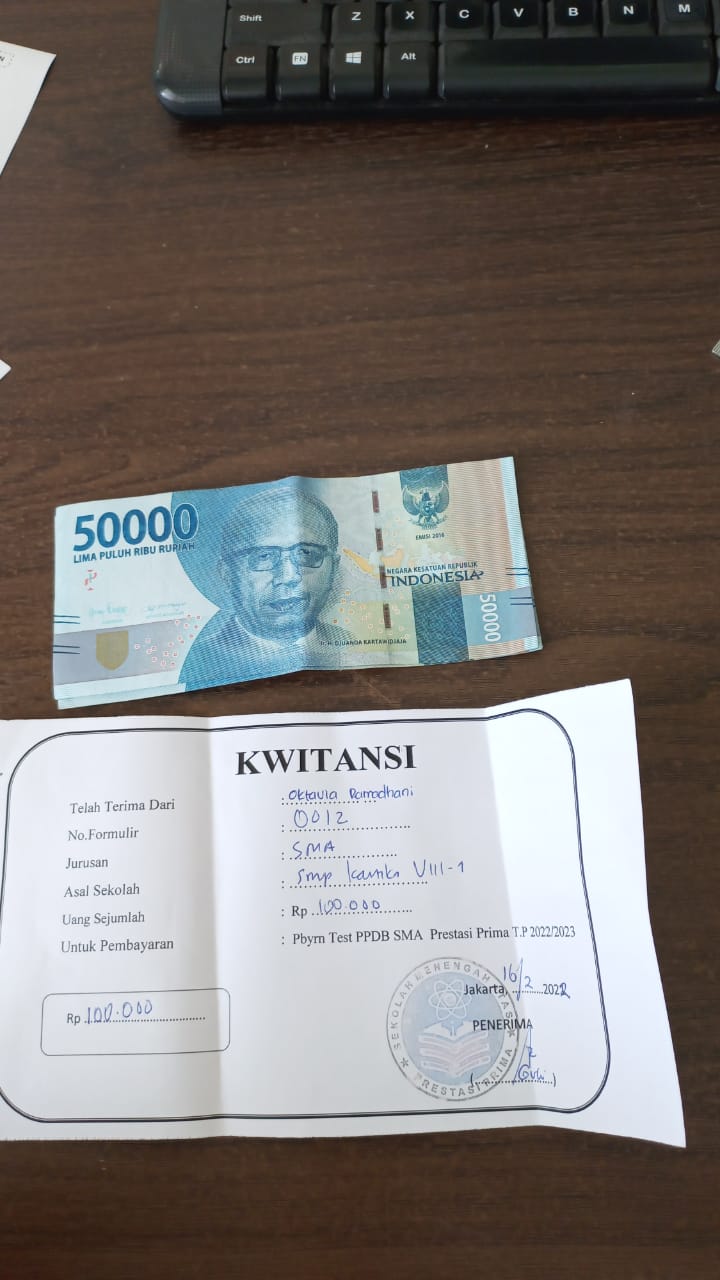 Shift Z X C V B N M
Ctrl FN Alt
50000
LIMA PULUH RIBU RUPIAH
EMISI 2016
NEGARA KESATUAN REPUBLIK
INDONESIA
50000
Ir. H. DJUANDA KARTAWIDJAJA
KWITANSI
Telah Terima Dari : Oktavia Ramadhani
No.Formulir : 0012
Jurusan : SMA
Asal Sekolah : Smp Kartika VIII-1
Uang Sejumlah : Rp 100.000
Untuk Pembayaran : Pbyrn Test PPDB SMA Prestasi Prima T.P 2022/2023
Rp 100.000
Jakarta, 16/2 2022
PENERIMA
SEKOLAH MENENGAH ATAS
PRESTASI PRIMA